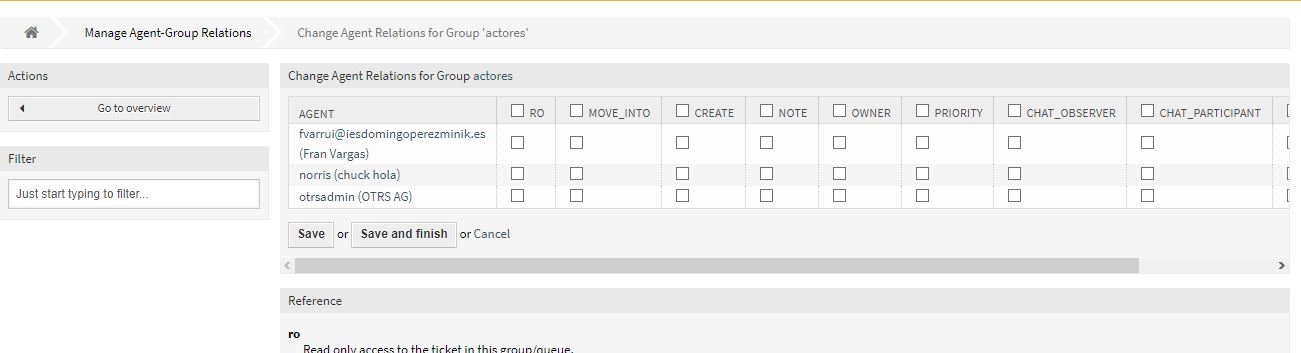 Manage Agent-Group Relations
Change Agent Relations for Group 'actores'
Actions
Go to overview
Filter
Just start typing to filter...
Change Agent Relations for Group actores
AGENT RO MOVE_INTO CREATE NOTE OWNER PRIORITY CHAT_OBSERVER CHAT_PARTICIPANT
fvarrui@iesdomingoperezminik.es
(Fran Vargas)
norris (chuck hola)
otrsadmin (OTRS AG)
Save or Save and finish or Cancel
Reference
ro
Read only access to the ticket in this group/queue.